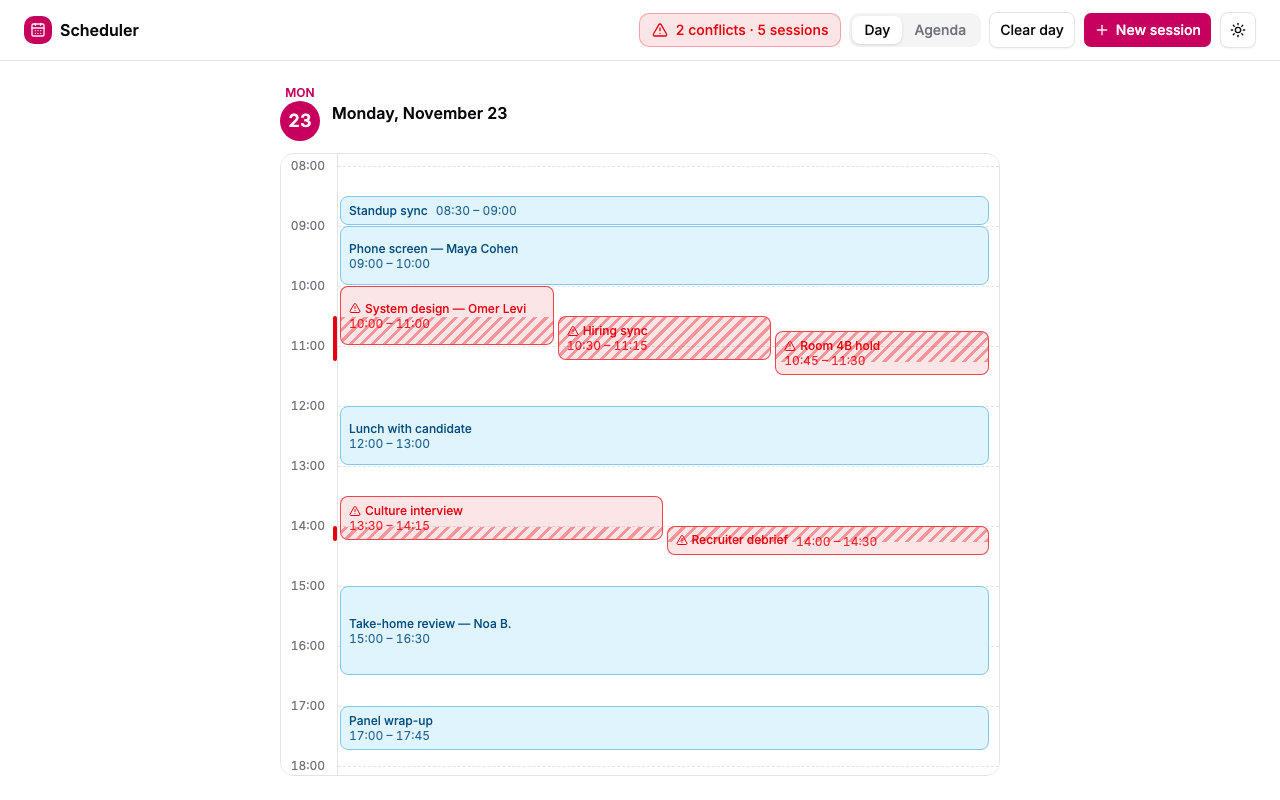 Scheduler
2 conflicts · 5 sessions
Day
Agenda
Clear day
New session
MON
23
Monday, November 23
08:00
Standup sync 08:30 – 09:00
09:00
Phone screen — Maya Cohen
09:00 – 10:00
10:00
System design — Omer Levi
10:00 – 11:00
Hiring sync
10:30 – 11:15
11:00
Room 4B hold
10:45 – 11:30
12:00
Lunch with candidate
12:00 – 13:00
13:00
Culture interview
13:30 – 14:15
14:00
Recruiter debrief 14:00 – 14:30
15:00
Take-home review — Noa B.
15:00 – 16:30
16:00
17:00
Panel wrap-up
17:00 – 17:45
18:00